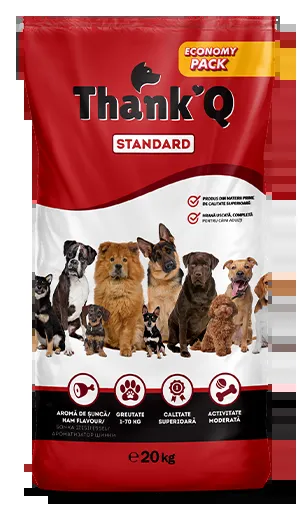 ECONOMY
PACK
Thank Q
STANDARD
PRODUS DIN MATERII PRIME
DE CALITATE SUPERIOARĂ
HRANĂ USCATĂ, COMPLETĂ
PENTRU CÂINI ADULȚI
AROMĂ DE ȘUNCĂ/
HAM FLAVOUR/
GREUTATE
1-70 KG
CALITATE
SUPERIOARĂ
ACTIVITATE
MODERATĂ
℮ 20 kg